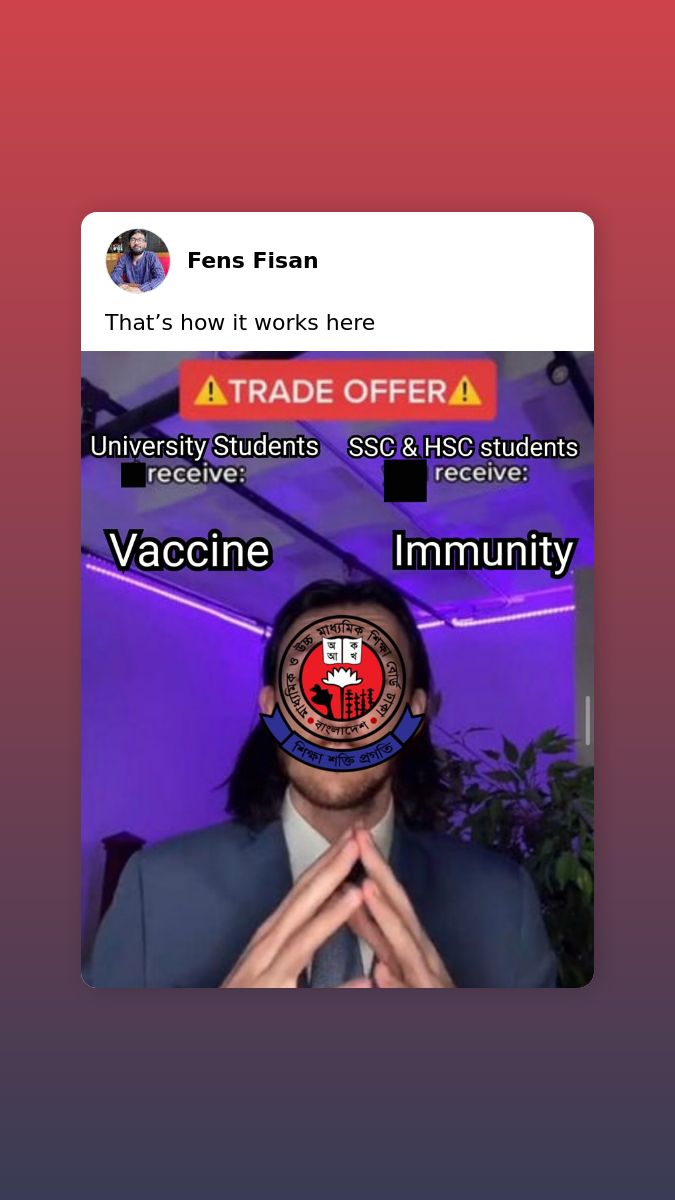 Fens Fisan
That’s how it works here
⚠️TRADE OFFER⚠️
University Students
receive:
SSC & HSC students
receive:
Vaccine
Immunity
মাধ্যমিক ও উচ্চ মাধ্যমিক শিক্ষা বোর্ড ঢাকা
অ ক
আ খ
বাংলাদেশ
শিক্ষা শক্তি প্রগতি